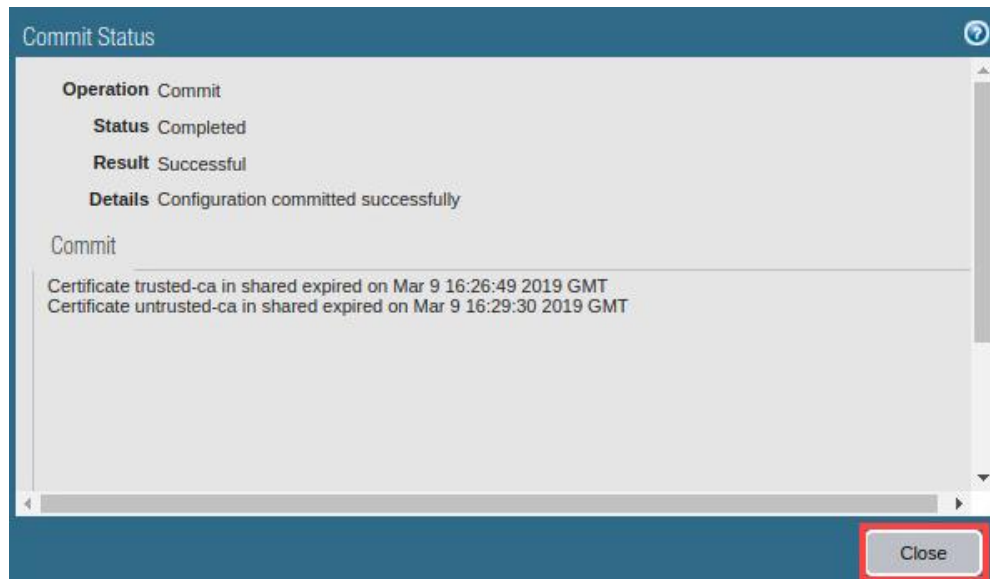 Commit Status
Operation Commit
Status Completed
Result Successful
Details Configuration committed successfully
Commit
Certificate trusted-ca in shared expired on Mar 9 16:26:49 2019 GMT
Certificate untrusted-ca in shared expired on Mar 9 16:29:30 2019 GMT
Close